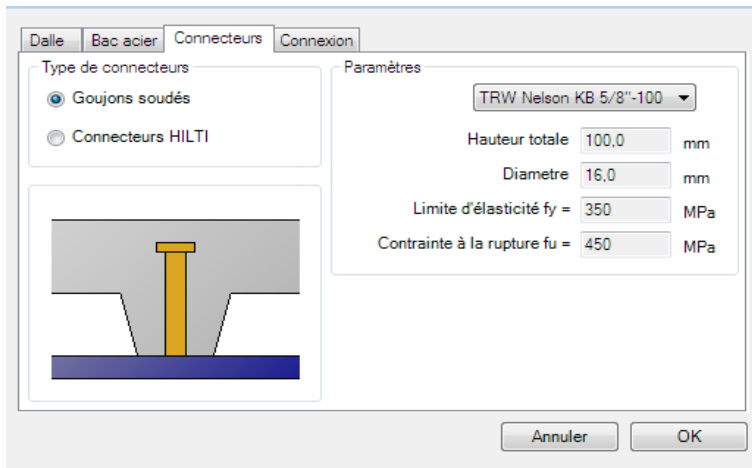 Dalle Bac acier Connecteurs Connexion
Type de connecteurs
Goujons soudés
Connecteurs HILTI
Paramètres
TRW Nelson KB 5/8"-100
Hauteur totale 100,0 mm
Diametre 16,0 mm
Limite d'élasticité fy = 350 MPa
Contrainte à la rupture fu = 450 MPa
Annuler OK